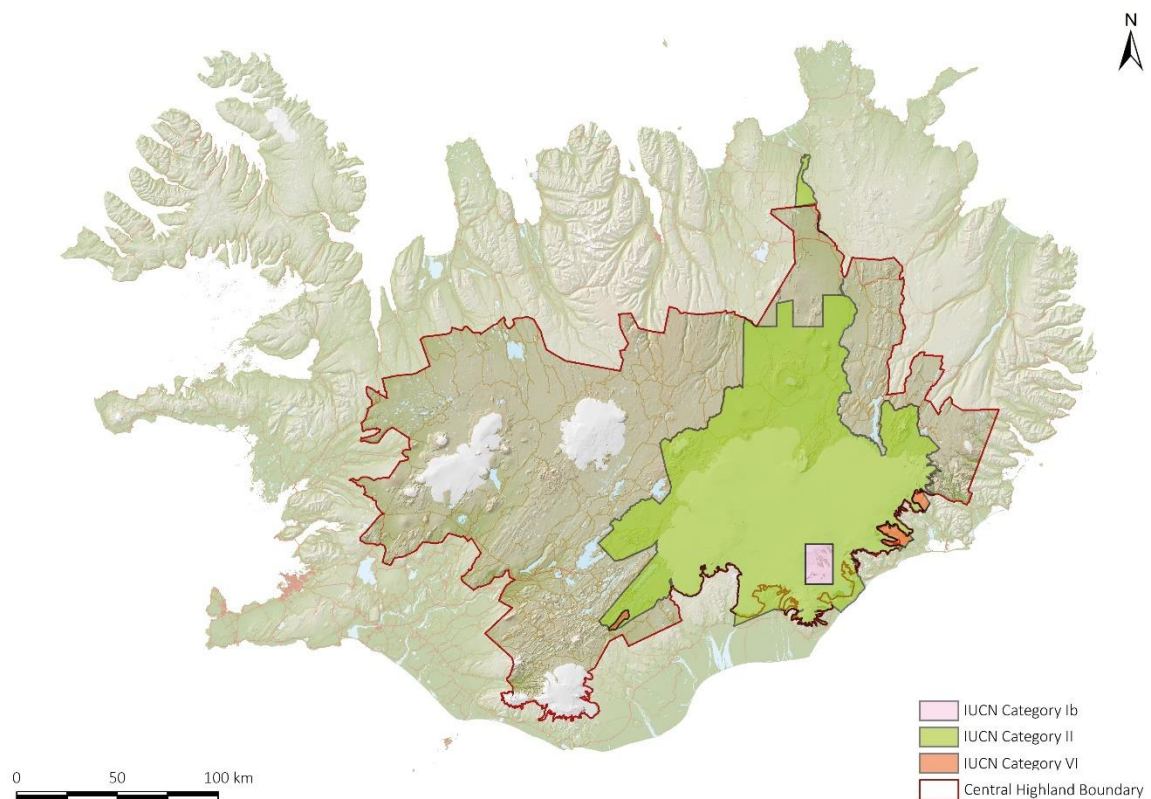 N
IUCN Category Ib
IUCN Category II
IUCN Category VI
Central Highland Boundary
0 50 100 km